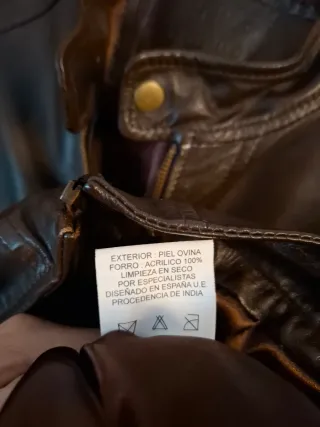 EXTERIOR : PIEL OVINA
FORRO : ACRILICO 100%
LIMPIEZA EN SECO
POR ESPECIALISTAS
DISEÑADO EN ESPAÑA U.E.
PROCEDENCIA DE INDIA